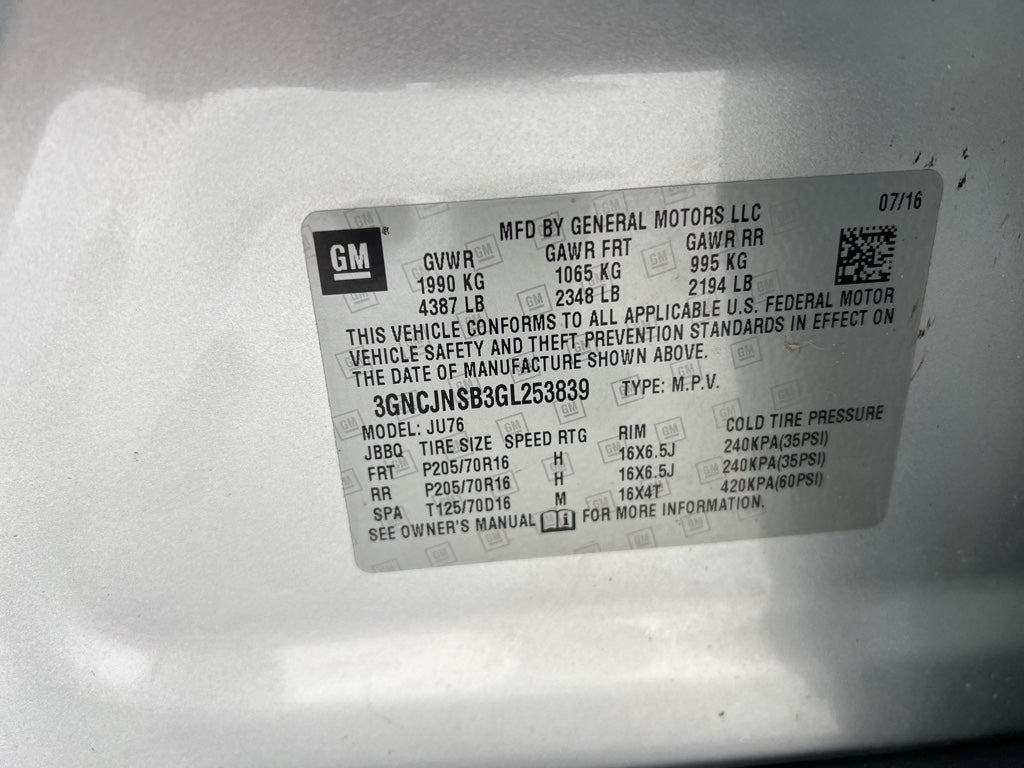 07/16
MFD BY GENERAL MOTORS LLC
GM
GVWR GAWR FRT GAWR RR
1990 KG 1065 KG 995 KG
4387 LB 2348 LB 2194 LB
THIS VEHICLE CONFORMS TO ALL APPLICABLE U.S. FEDERAL MOTOR
VEHICLE SAFETY AND THEFT PREVENTION STANDARDS IN EFFECT ON
THE DATE OF MANUFACTURE SHOWN ABOVE.
3GNCJNSB3GL253839 TYPE: M.P.V.
MODEL: JU76
JBBQ TIRE SIZE SPEED RTG RIM COLD TIRE PRESSURE
FRT P205/70R16 H 16X6.5J 240KPA(35PSI)
RR P205/70R16 H 16X6.5J 240KPA(35PSI)
SPA T125/70D16 M 16X4T 420KPA(60PSI)
SEE OWNER'S MANUAL FOR MORE INFORMATION.